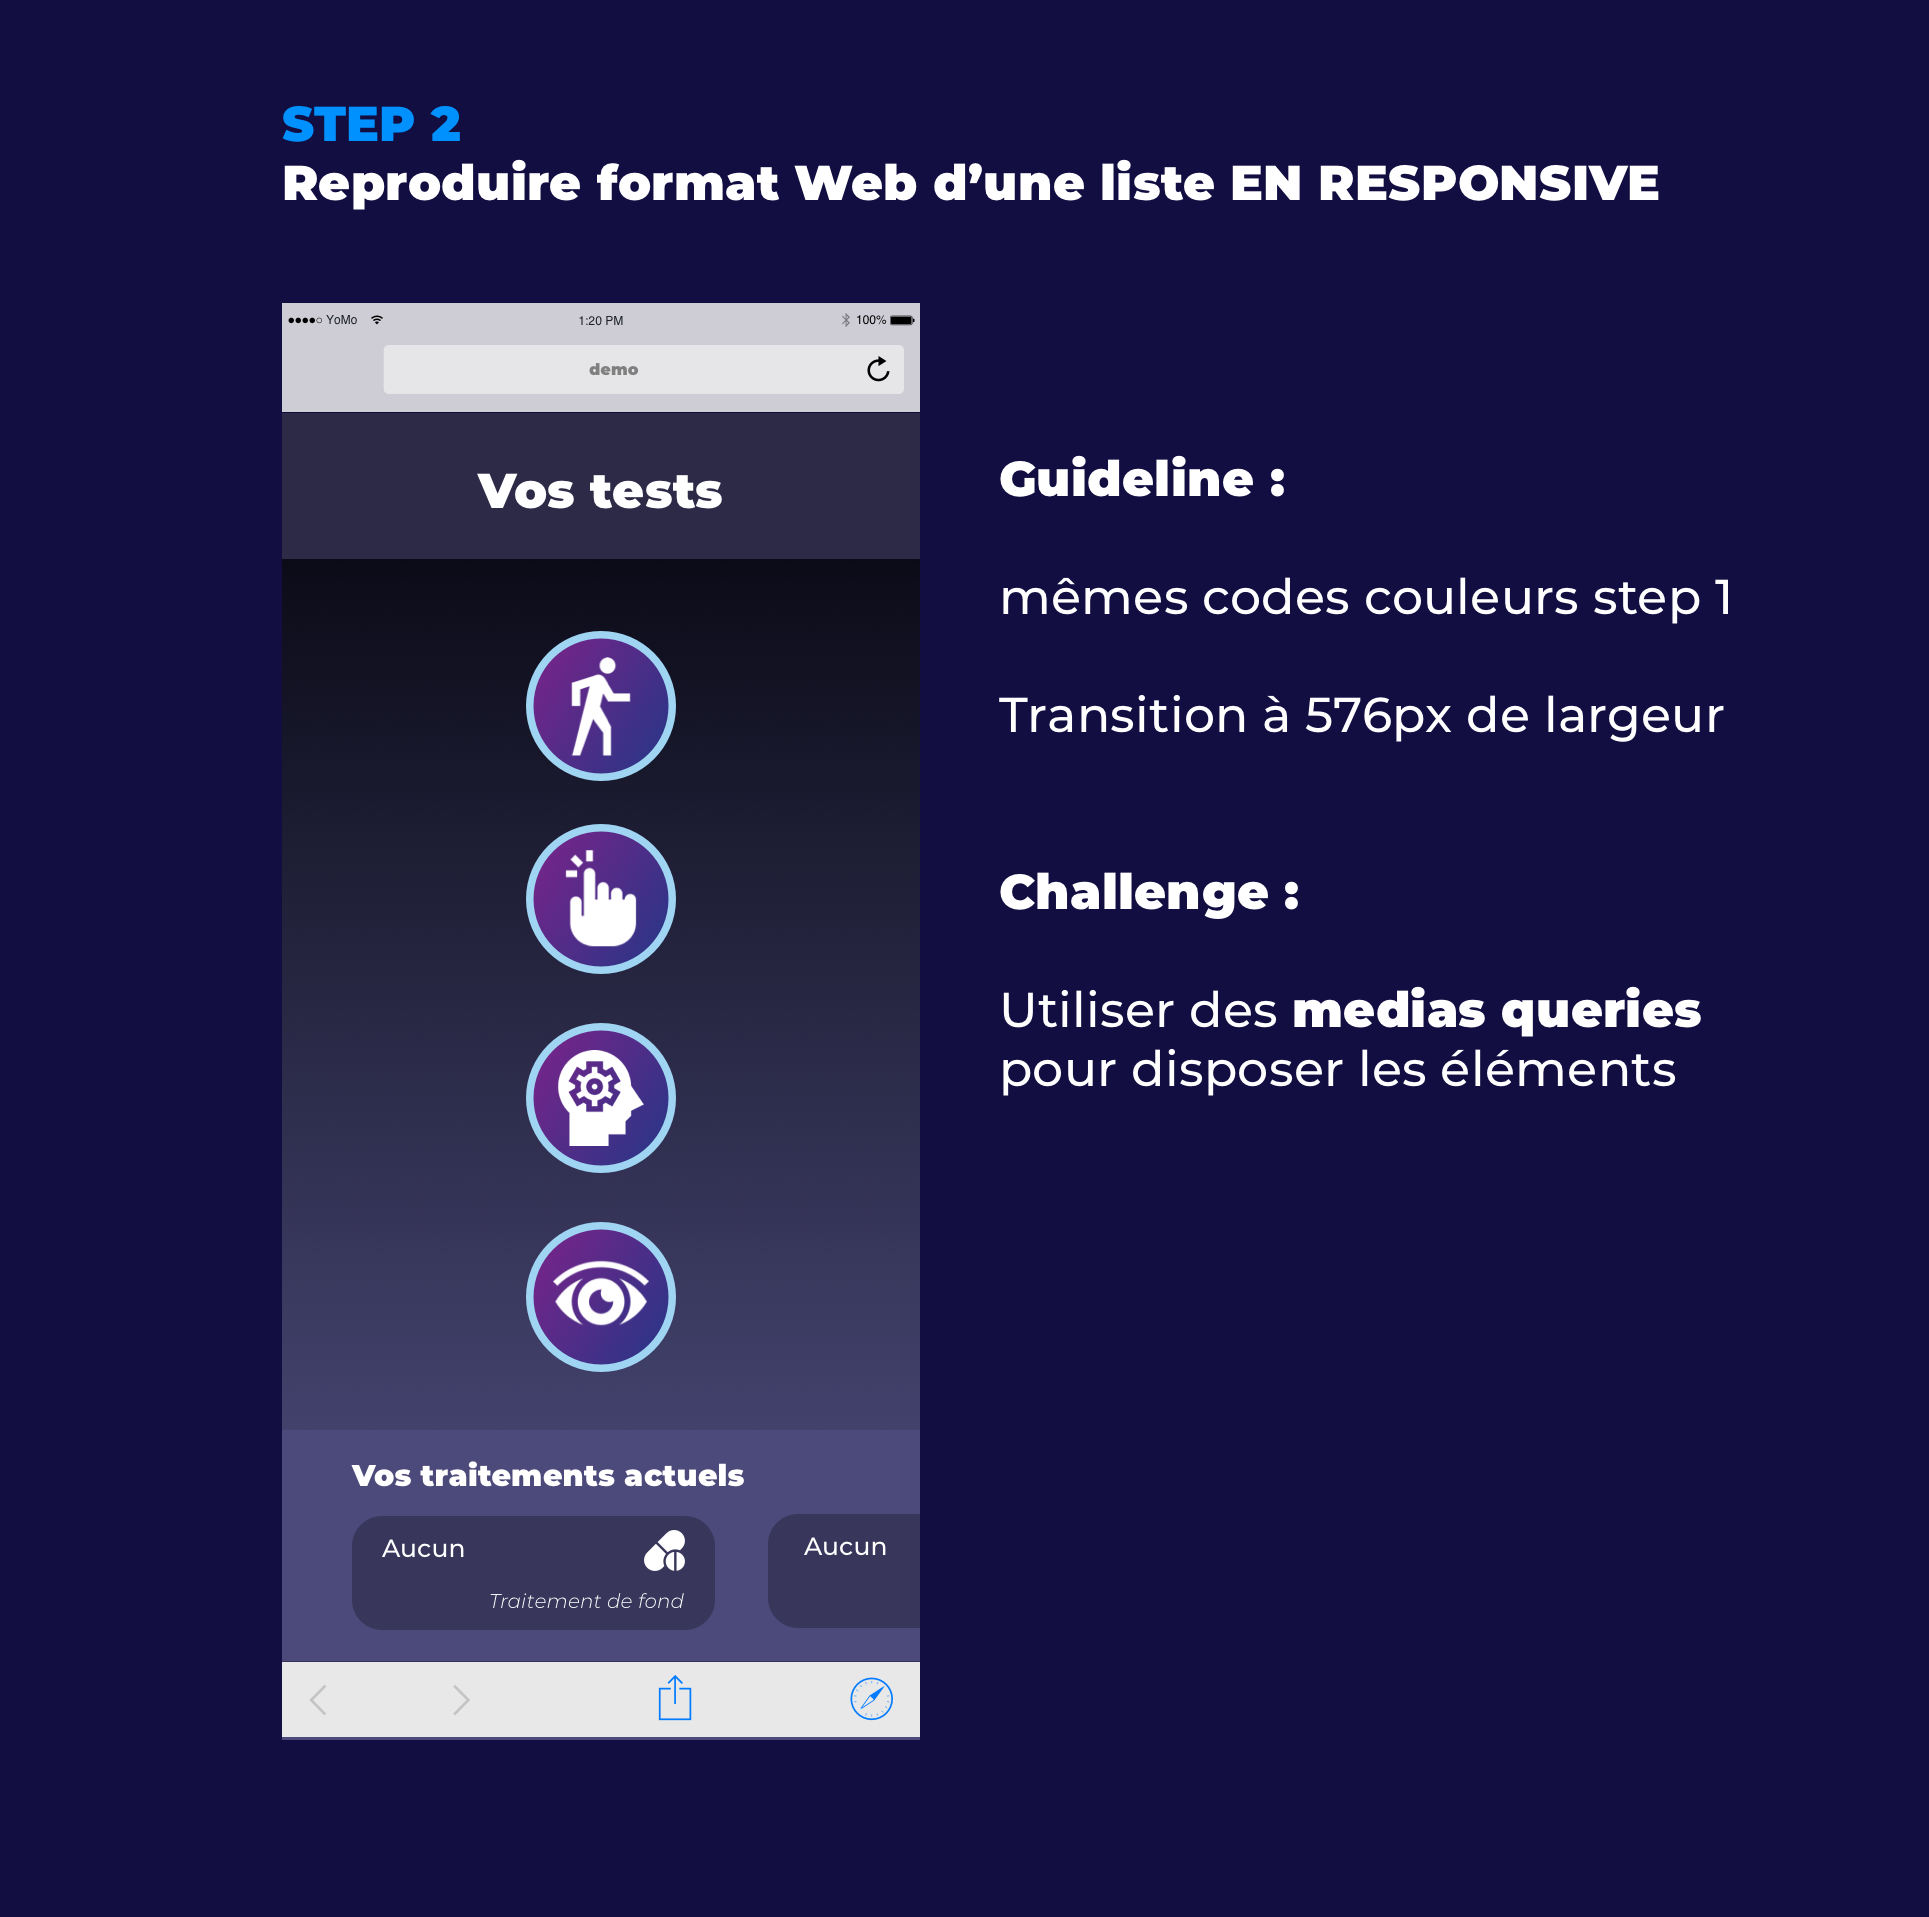 STEP 2
Reproduire format Web d’une liste EN RESPONSIVE
YoMo
1:20 PM
100%
demo
Vos tests
Guideline :
mêmes codes couleurs step 1
Transition à 576px de largeur
Challenge :
Utiliser des medias queries
pour disposer les éléments
Vos traitements actuels
Aucun
Traitement de fond
Aucun